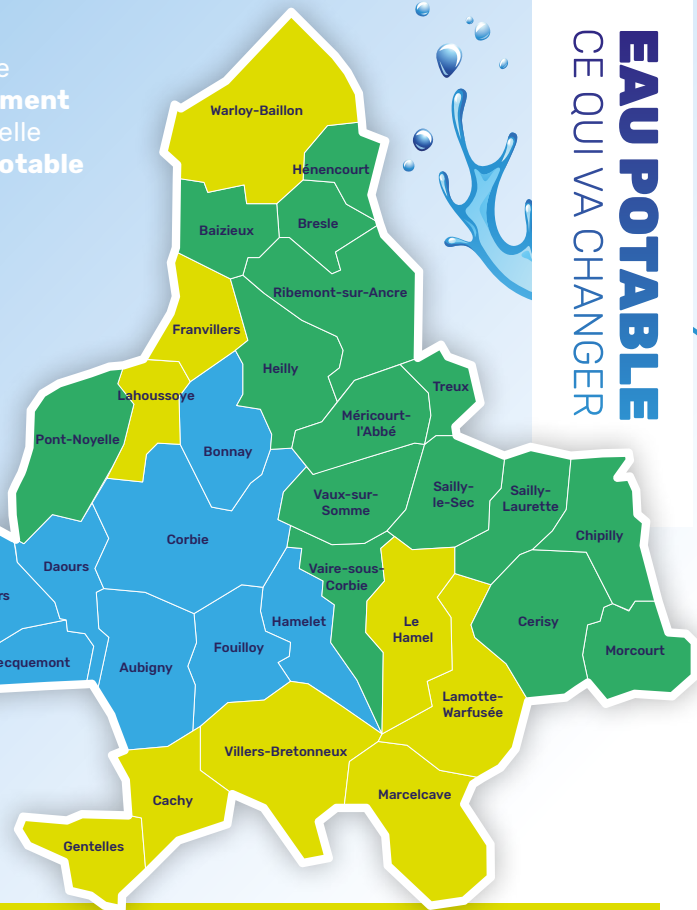 ment
elle
otable
EAU POTABLE
CE QUI VA CHANGER
Warloy-Baillon
Hénencourt
Baizieux
Bresle
Ribemont-sur-Ancre
Franvillers
Heilly
Lahoussoye
Treux
Méricourt-
l'Abbé
Pont-Noyelle
Bonnay
Vaux-sur-
Somme
Sailly-
le-Sec
Sailly-
Laurette
Chipilly
Corbie
Daours
Vaire-sous-
Corbie
Hamelet
Le
Hamel
Cerisy
Fouilloy
Morcourt
ecquemont
Aubigny
Lamotte-
Warfusée
Villers-Bretonneux
Marcelcave
Cachy
Gentelles